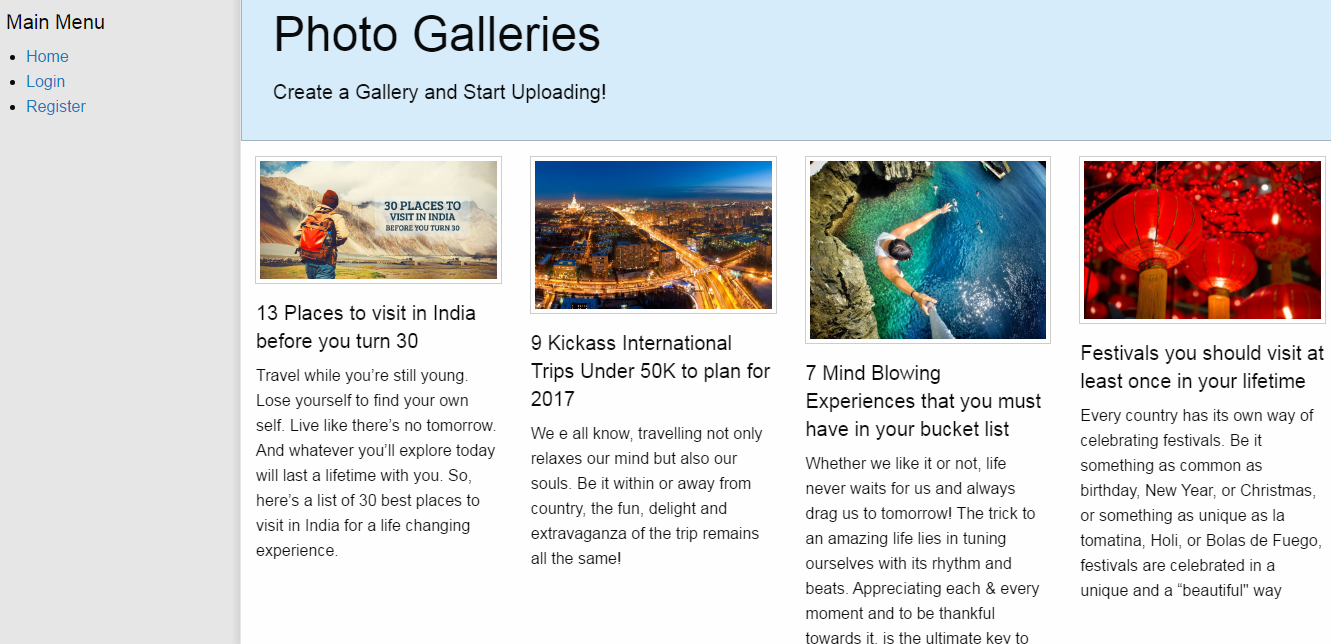 Main Menu
Home
Login
Register
Photo Galleries
Create a Gallery and Start Uploading!
30 PLACES TO
VISIT IN INDIA
BEFORE YOU TURN 30
13 Places to visit in India
before you turn 30
Travel while you’re still young.
Lose yourself to find your own
self. Live like there’s no tomorrow.
And whatever you’ll explore today
will last a lifetime with you. So,
here’s a list of 30 best places to
visit in India for a life changing
experience.
9 Kickass International
Trips Under 50K to plan for
2017
We e all know, travelling not only
relaxes our mind but also our
souls. Be it within or away from
country, the fun, delight and
extravaganza of the trip remains
all the same!
7 Mind Blowing
Experiences that you must
have in your bucket list
Whether we like it or not, life
never waits for us and always
drag us to tomorrow! The trick to
an amazing life lies in tuning
ourselves with its rhythm and
beats. Appreciating each & every
moment and to be thankful
towards it, is the ultimate key to
Festivals you should visit at
least once in your lifetime
Every country has its own way of
celebrating festivals. Be it
something as common as
birthday, New Year, or Christmas,
or something as unique as la
tomatina, Holi, or Bolas de Fuego,
festivals are celebrated in a
unique and a “beautiful" way